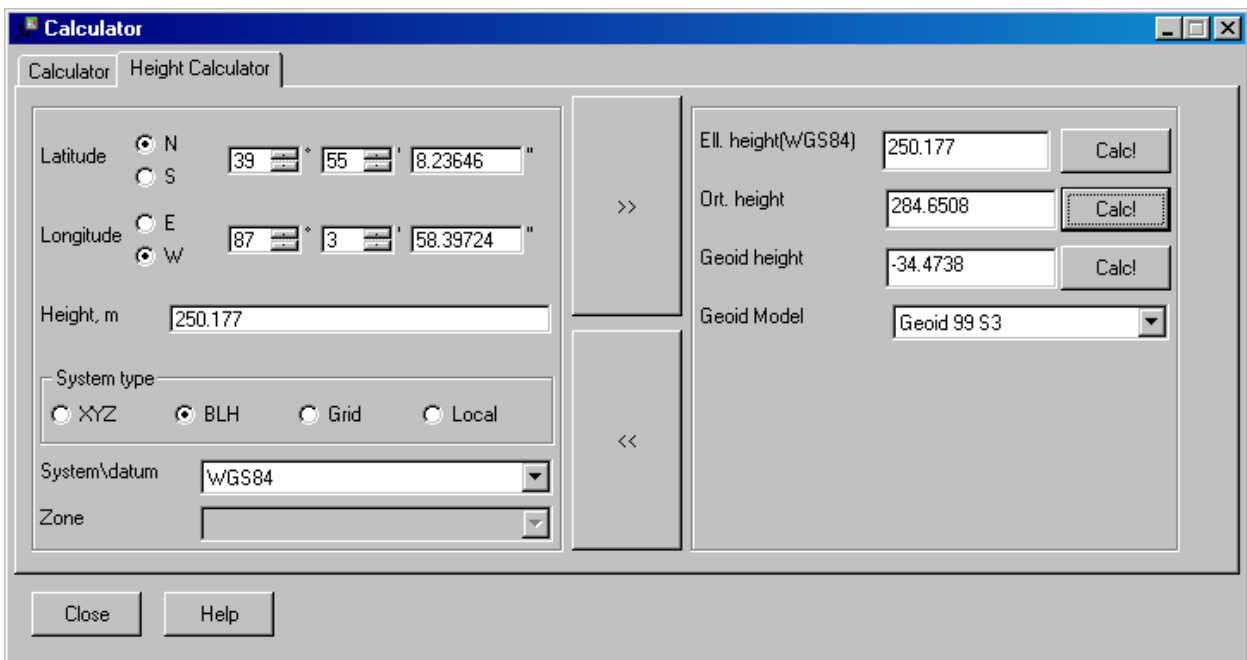 Calculator
Calculator Height Calculator
Latitude N S 39 ° 55 ' 8.23646 "
Longitude E W 87 ° 3 ' 58.39724 "
Height, m 250.177
System type
XYZ BLH Grid Local
System\datum WGS84
Zone
>>
<<
Ell. height(WGS84) 250.177 Calc!
Ort. height 284.6508 Calc!
Geoid height -34.4738 Calc!
Geoid Model Geoid 99 S3
Close Help